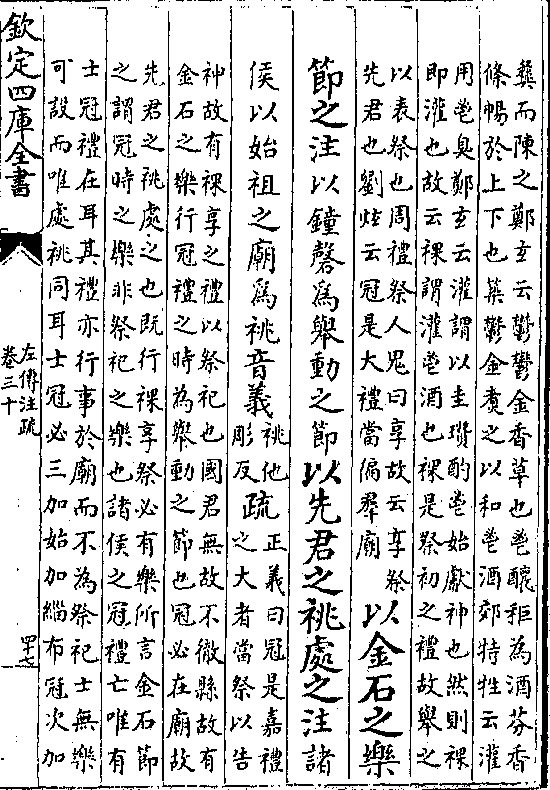 彝而陳之鄭玄云鬱鬱金香草也鬯釀秬為酒芬香
條暢於上下也築鬱金煑之以和鬯酒郊特牲云灌
用鬯臭鄭玄云灌謂以圭瓚酌鬯始獻神也然則祼
即灌也故云祼謂灌鬯酒也祼是祭初之禮故舉之
以表祭也周禮祭人鬼曰享故云享祭
先君也劉炫云冠是大禮當徧羣廟
以金石之樂
節之注以鐘磬為舉動之節以先君之祧處之注諸
侯以始祖之廟為祧音義
祧他
彫反
疏
正義曰冠是嘉禮
之大者當祭以告
神故有祼享之禮以祭祀也國君無故不徹縣故有
金石之樂行冠禮之時為舉動之節也冠必在廟故
先君之祧處之也既行祼享祭必有樂所言金石節
之謂冠時之樂非祭祀之樂也諸侯之冠禮亡唯有
士冠禮在耳其禮亦行事於廟而不為祭祀士無樂
可設而唯處祧同耳士冠必三加始加緇布冠次加
欽定四庫全書
左傳注疏
卷三十
四十七